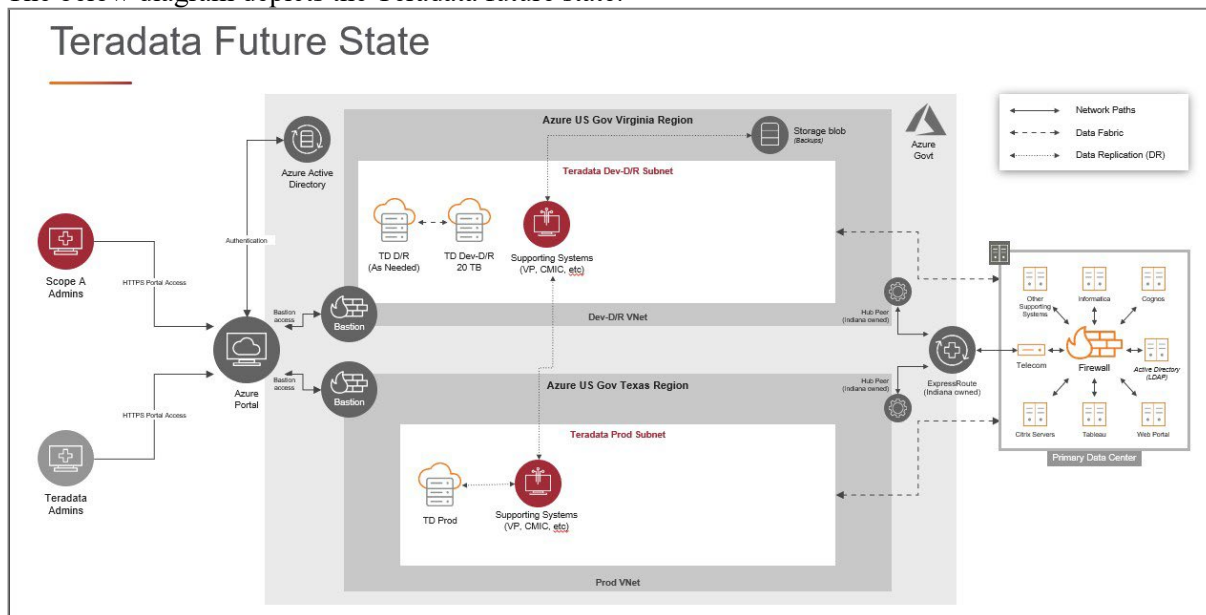 The below diagram depicts the Teradata future state.
Teradata Future State
Azure US Gov Virginia Region
Storage blob
(Backups)
Azure
Govt
Network Paths
Data Fabric
Data Replication (DR)
Azure Active
Directory
Teradata Dev-D/R Subnet
TD D/R
(As Needed)
TD Dev-D/R
20 TB
Supporting Systems
(VP, CMIC, etc)
Authentication
Scope A
Admins
HTTPS Portal Access
Bastion
access
Bastion
Dev-D/R VNet
Hub Peer
(Indiana owned)
Azure
Portal
ExpressRoute
(Indiana owned)
Other
Supporting
Systems
Informatica
Cognos
Telecom
Firewall
Active Directory
(LDAP)
Citrix Servers
Tableau
Web Portal
Primary Data Center
Bastion
access
Bastion
Azure US Gov Texas Region
Hub Peer
(Indiana owned)
HTTPS Portal Access
Teradata
Admins
Teradata Prod Subnet
TD Prod
Supporting Systems
(VP, CMIC, etc)
Prod VNet